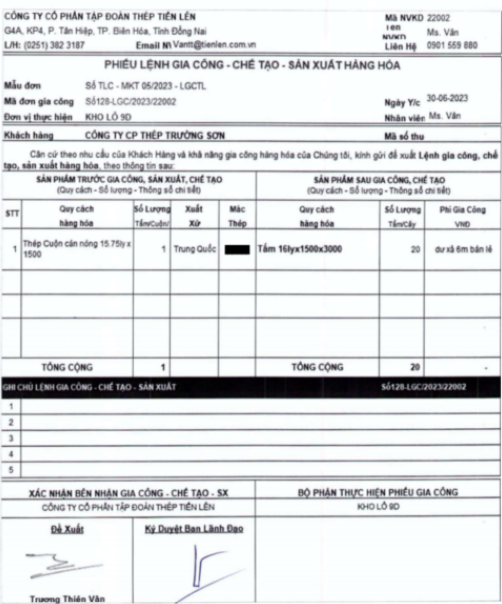 CÔNG TY CỔ PHẦN TẬP ĐOÀN THÉP TIẾN LÊN
Mã NVKD 22002
G4A, KP4, P. Tân Hiệp, TP. Biên Hòa, Tỉnh Đồng Nai
Tên NVKD Ms. Vân
L/H: (0251) 382 3187 Email NV Vantt@tienlen.com.vn
Liên Hệ 0901 559 880
PHIẾU LỆNH GIA CÔNG - CHẾ TẠO - SẢN XUẤT HÀNG HÓA
Mẫu đơn Số TLC - MKT 05/2023 - LGCTL
Mã đơn gia công Số128-LGC/2023/22002
Ngày Y/c 30-06-2023
Đơn vị thực hiện KHO LÔ 9D
Nhân viên Ms. Vân
Khách hàng CÔNG TY CP THÉP TRƯỜNG SƠN Mã số thu
Căn cứ theo nhu cầu của Khách Hàng và khả năng gia công hàng hóa của Chúng tôi, kính gửi đề xuất Lệnh gia công, chế
tạo, sản xuất hàng hóa, theo thông tin sau:
SẢN PHẨM TRƯỚC GIA CÔNG, SẢN XUẤT, CHẾ TẠO
(Quy cách - Số lượng - Thông số chi tiết)
SẢN PHẨM SAU GIA CÔNG, CHẾ TẠO
(Quy cách - Số lượng - Thông số chi tiết)
STT
Quy cách hàng hóa
Số Lượng Tấm/Cuộn/
Xuất Xứ
Mác Thép
Quy cách hàng hóa
Số Lượng Tấm/Cây
Phí Gia Công VNĐ
1 Thép Cuộn cán nóng 15.75ly x 1500 1 Trung Quốc Tấm 16lyx1500x3000 20 dư xả 6m bán lẻ
TỔNG CỘNG 1 TỔNG CỘNG 20 -
GHI CHÚ LỆNH GIA CÔNG - CHẾ TẠO - SẢN XUẤT Số128-LGC/2023/22002
1
2
3
4
5
XÁC NHẬN BÊN NHẬN GIA CÔNG - CHẾ TẠO - SX
BỘ PHẬN THỰC HIỆN PHIẾU GIA CÔNG
CÔNG TY CỔ PHẦN TẬP ĐOÀN THÉP TIẾN LÊN
KHO LÔ 9D
Đề Xuất Ký Duyệt Ban Lãnh Đạo
Trương Thiên Vân